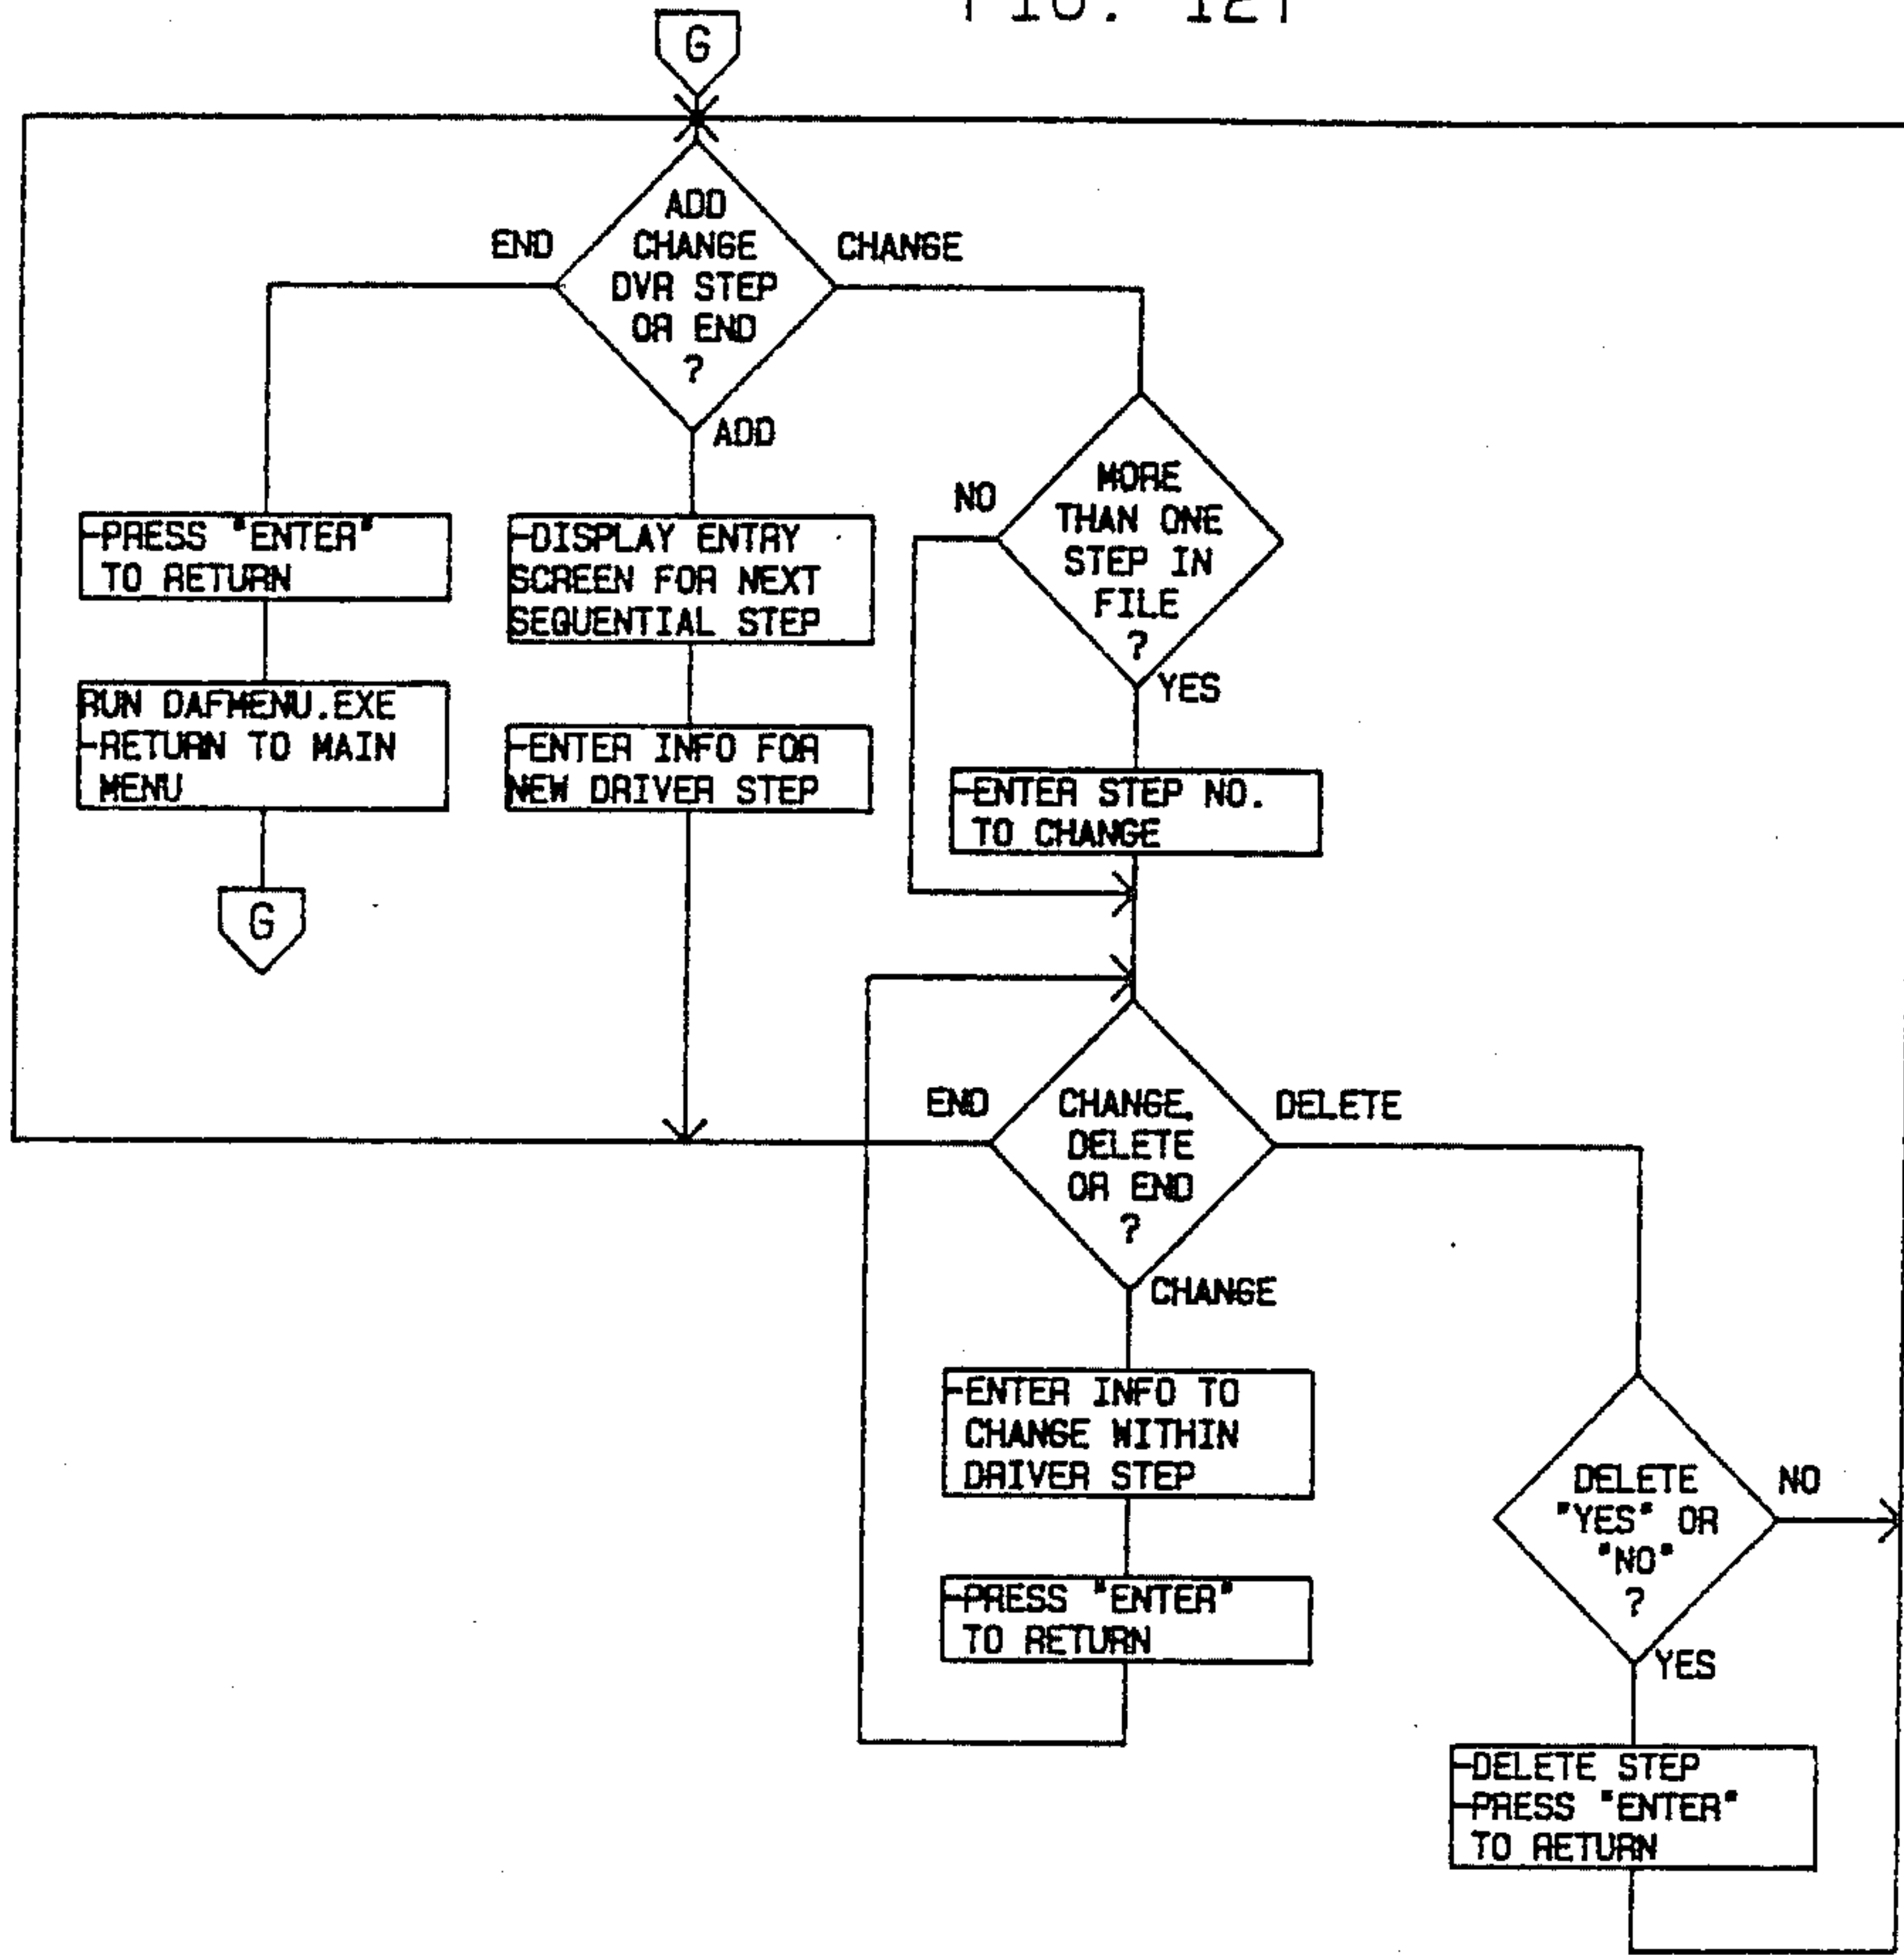 G
ADD
CHANGE
DVR STEP
OR END
?
END
CHANGE
ADD
-PRESS "ENTER"
TO RETURN
RUN DAFMENU.EXE
-RETURN TO MAIN
MENU
G
-DISPLAY ENTRY
SCREEN FOR NEXT
SEQUENTIAL STEP
-ENTER INFO FOR
NEW DRIVER STEP
MORE
THAN ONE
STEP IN
FILE
?
NO
YES
-ENTER STEP NO.
TO CHANGE
CHANGE,
DELETE
OR END
?
END
DELETE
CHANGE
-ENTER INFO TO
CHANGE WITHIN
DRIVER STEP
-PRESS "ENTER"
TO RETURN
DELETE
"YES" OR
"NO"
?
NO
YES
-DELETE STEP
-PRESS "ENTER"
TO RETURN